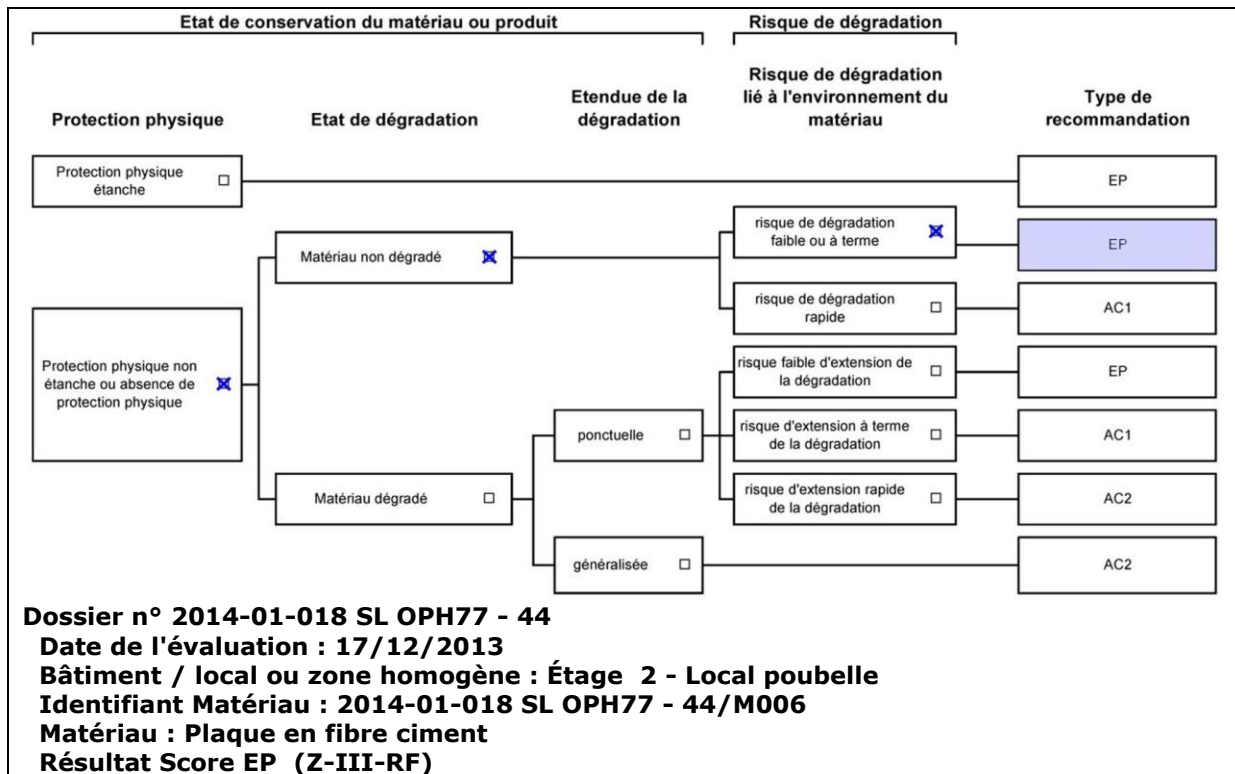 Etat de conservation du matériau ou produit
Risque de dégradation
Protection physique
Etat de dégradation
Etendue de la
dégradation
Risque de dégradation
lié à l'environnement du
matériau
Type de
recommandation
Protection physique
étanche
EP
Matériau non dégradé
risque de dégradation
faible ou à terme
EP
risque de dégradation
rapide
AC1
Protection physique non
étanche ou absence de
protection physique
risque faible d'extension de
la dégradation
EP
ponctuelle
risque d'extension à terme
de la dégradation
AC1
Matériau dégradé
risque d'extension rapide
de la dégradation
AC2
généralisée
AC2
Dossier n° 2014-01-018 SL OPH77 - 44
Date de l'évaluation : 17/12/2013
Bâtiment / local ou zone homogène : Étage 2 - Local poubelle
Identifiant Matériau : 2014-01-018 SL OPH77 - 44/M006
Matériau : Plaque en fibre ciment
Résultat Score EP (Z-III-RF)